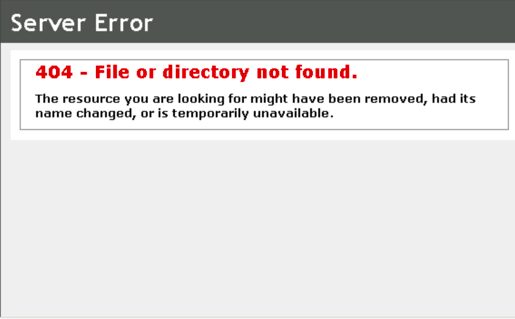 Server Error
404 - File or directory not found.
The resource you are looking for might have been removed, had its
name changed, or is temporarily unavailable.